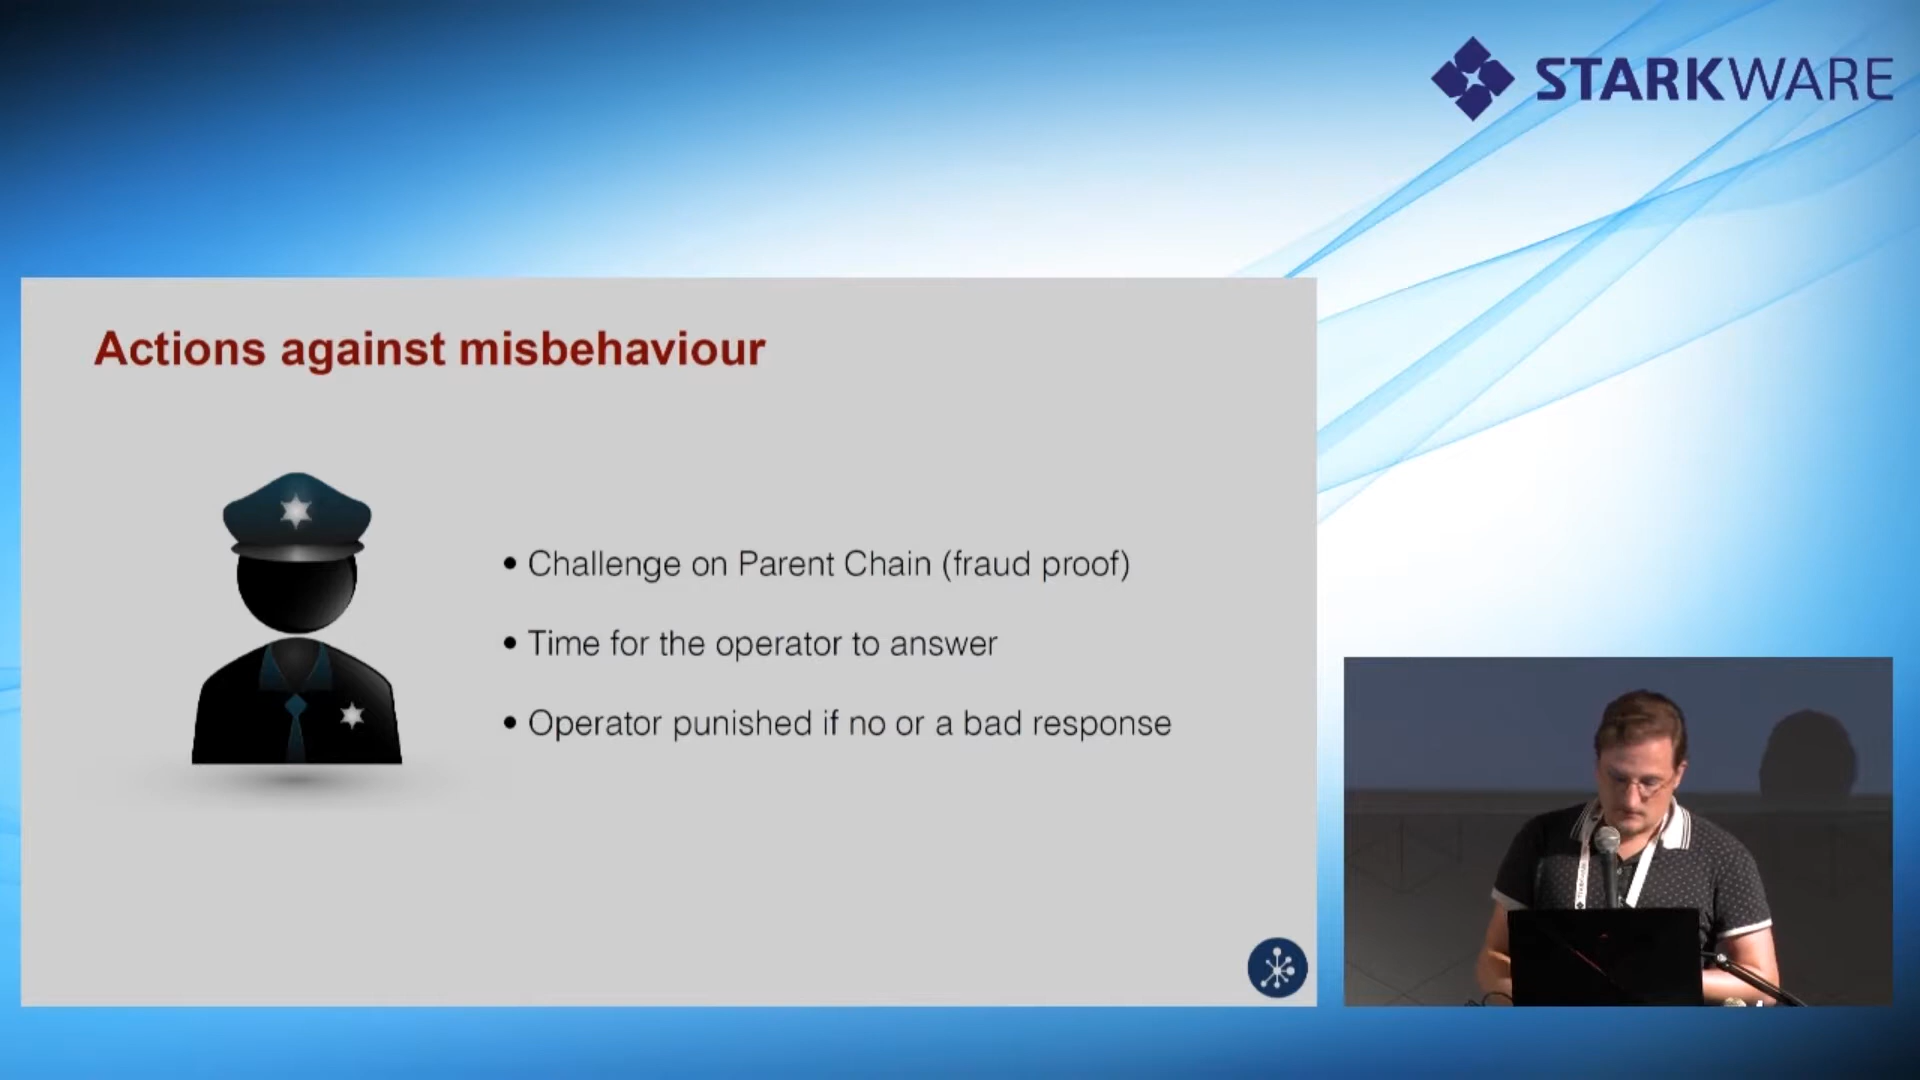 STARKWARE
Actions against misbehaviour
• Challenge on Parent Chain (fraud proof)
• Time for the operator to answer
• Operator punished if no or a bad response